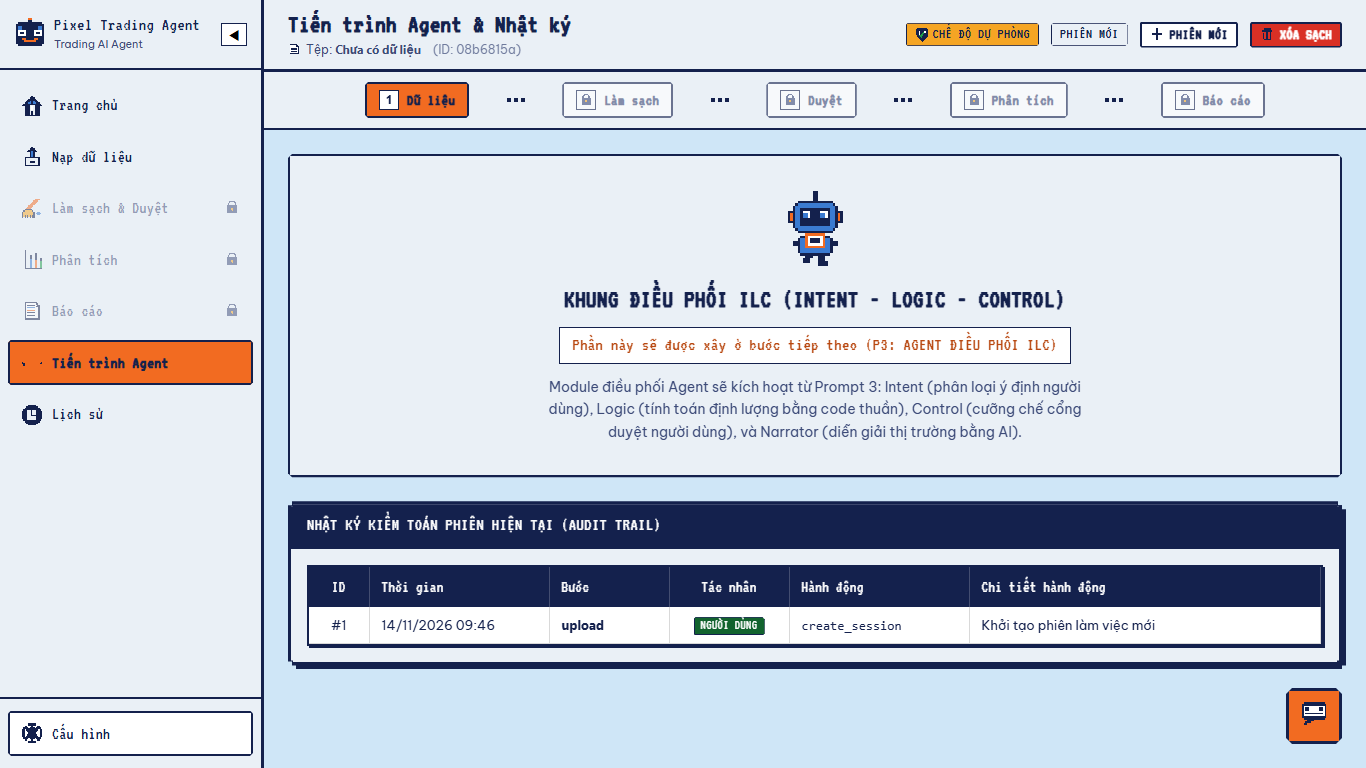 Pixel Trading Agent
Trading AI Agent
Trang chủ
Nạp dữ liệu
Làm sạch & Duyệt
Phân tích
Báo cáo
Tiến trình Agent
Lịch sử
Cấu hình
Tiến trình Agent & Nhật ký
Tệp: Chưa có dữ liệu (ID: 08b6815a)
CHẾ ĐỘ DỰ PHÒNG
PHIÊN MỚI
PHIÊN MỚI
XÓA SẠCH
1 Dữ liệu
Làm sạch
Duyệt
Phân tích
Báo cáo
KHUNG ĐIỀU PHỐI ILC (INTENT - LOGIC - CONTROL)
Phần này sẽ được xây ở bước tiếp theo (P3: AGENT ĐIỀU PHỐI ILC)
Module điều phối Agent sẽ kích hoạt từ Prompt 3: Intent (phân loại ý định người
dùng), Logic (tính toán định lượng bằng code thuần), Control (cưỡng chế cổng
duyệt người dùng), và Narrator (diễn giải thị trường bằng AI).
NHẬT KÝ KIỂM TOÁN PHIÊN HIỆN TẠI (AUDIT TRAIL)
ID Thời gian Bước Tác nhân Hành động Chi tiết hành động
#1 14/11/2026 09:46 upload NGƯỜI DÙNG create_session Khởi tạo phiên làm việc mới